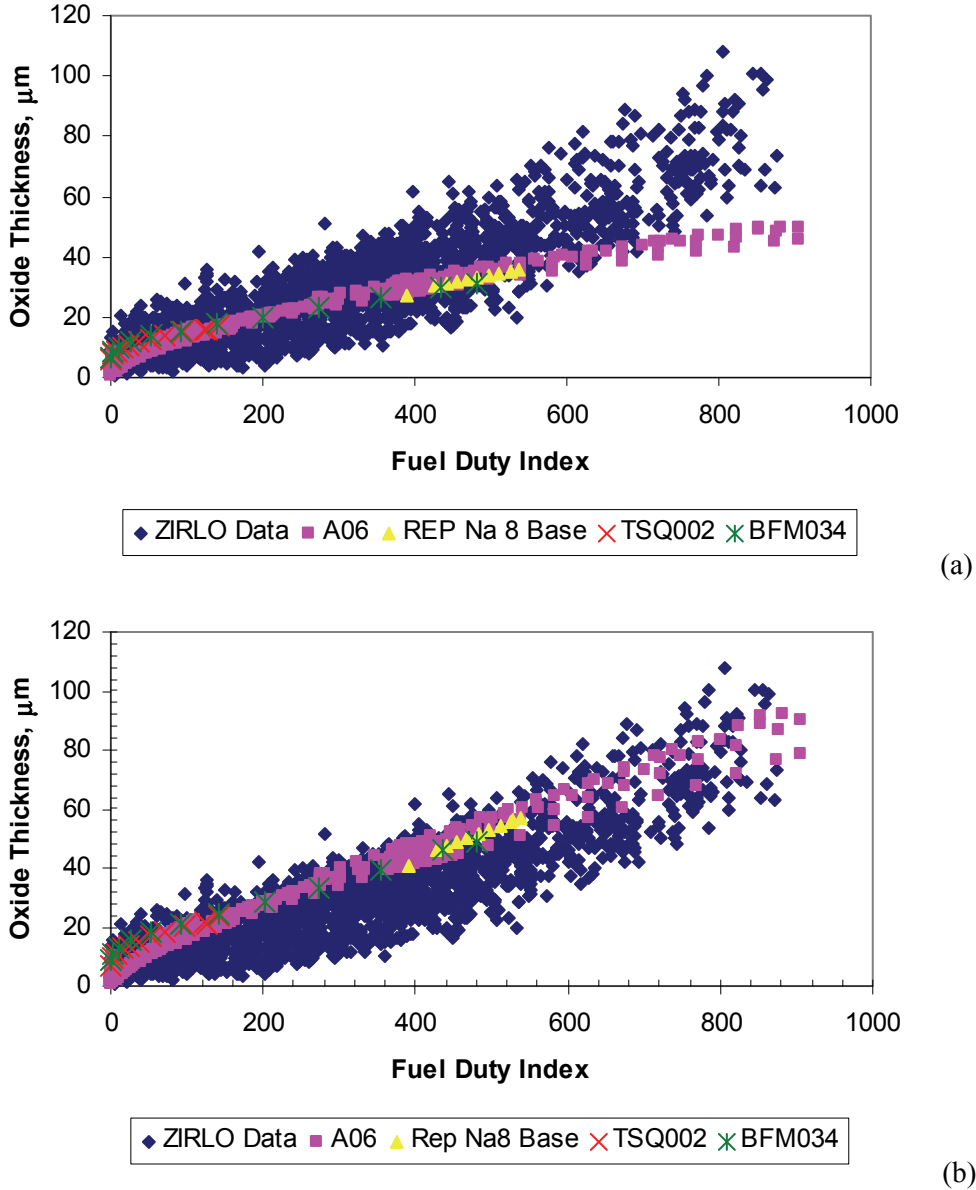 120
100
80
60
40
20
0
Oxide Thickness, μm
0 200 400 600 800 1000
Fuel Duty Index
ZIRLO Data A06 REP Na 8 Base TSQ002 BFM034
(a)
120
100
80
60
40
20
0
Oxide Thickness, μm
0 200 400 600 800 1000
Fuel Duty Index
ZIRLO Data A06 Rep Na8 Base TSQ002 BFM034
(b)